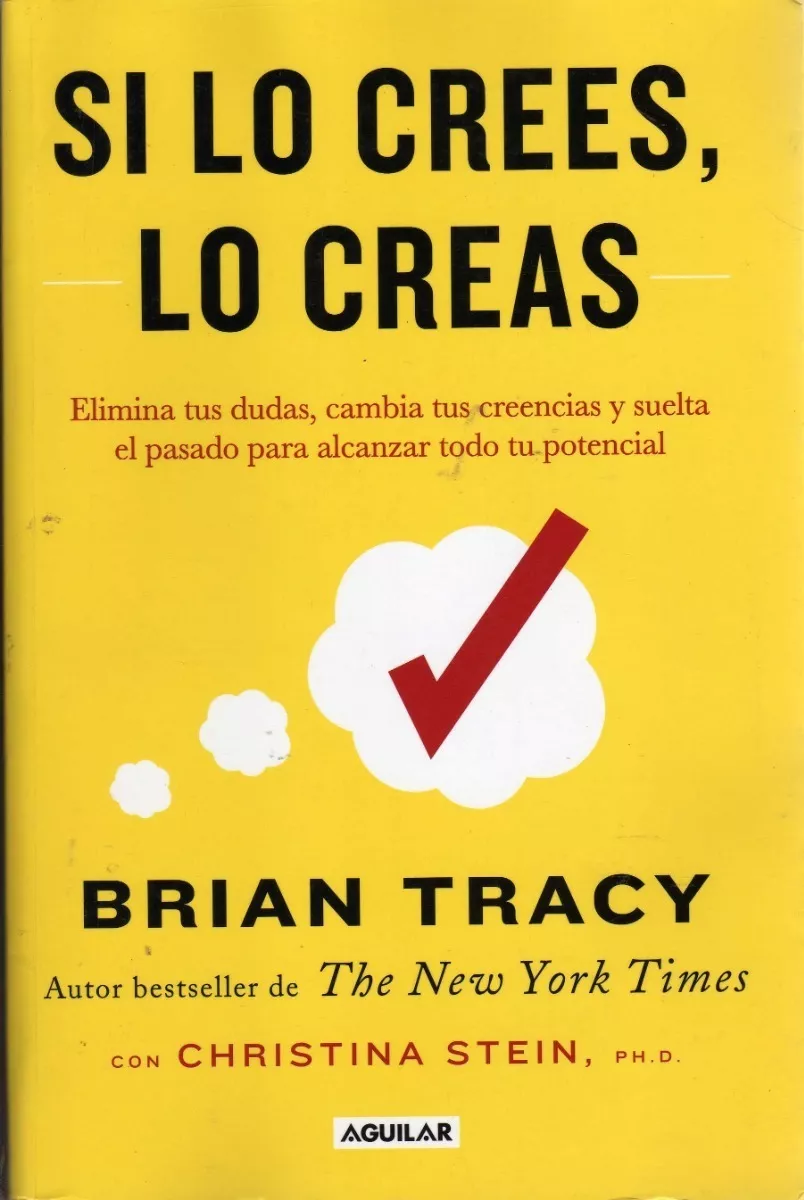 SI LO CREES,
LO CREAS
Elimina tus dudas, cambia tus creencias y suelta
el pasado para alcanzar todo tu potencial
BRIAN TRACY
Autor bestseller de The New York Times
CON CHRISTINA STEIN, PH.D.
AGUILAR